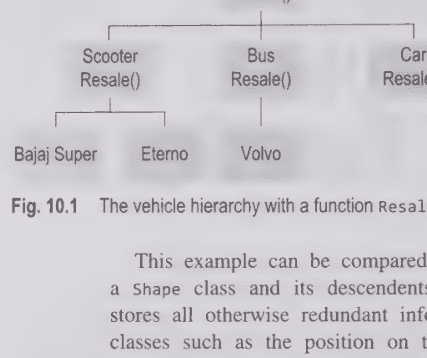 ()
Scooter Bus Car
Resale() Resale() Resale
Bajaj Super Eterno Volvo
Fig. 10.1 The vehicle hierarchy with a function Resal
This example can be compared
a Shape class and its descendents
stores all otherwise redundant info
classes such as the position on t